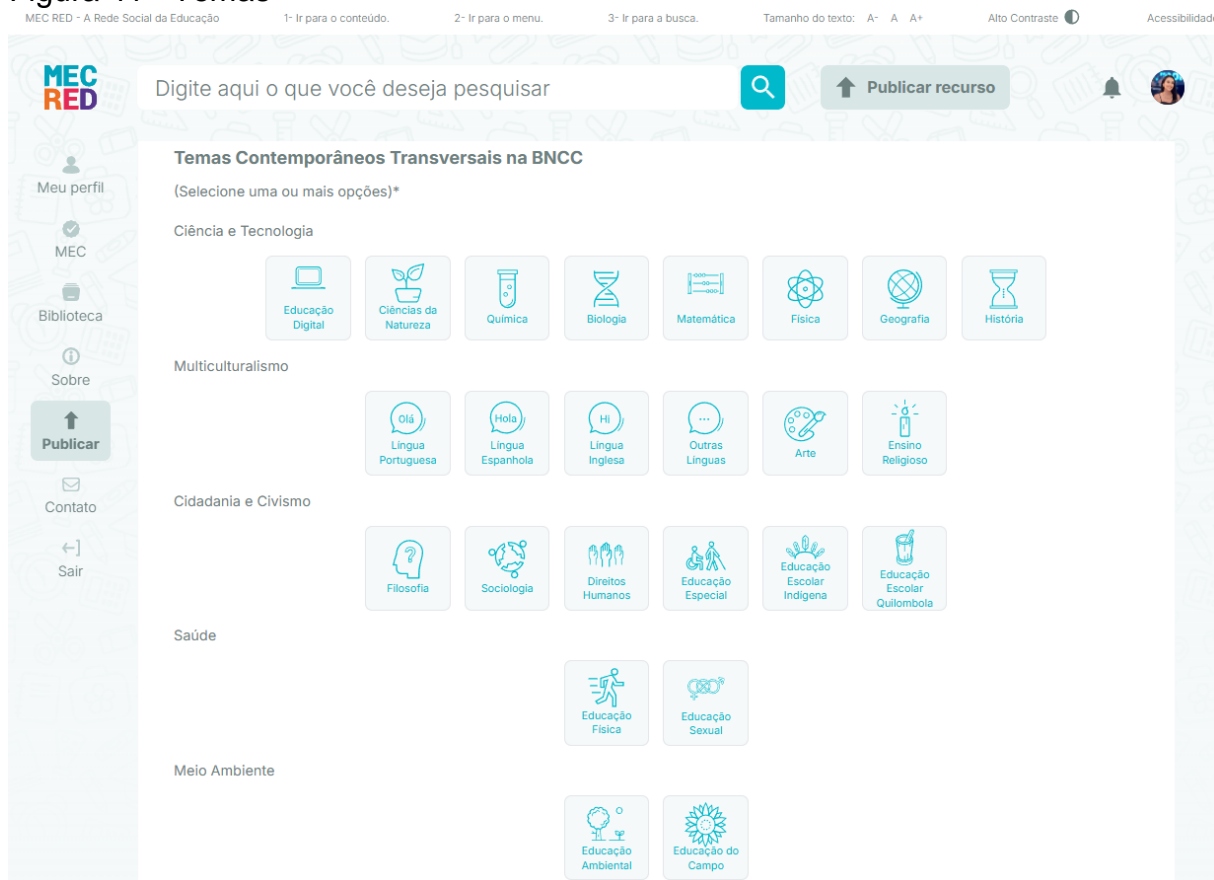 MEC RED - A Rede Social da Educação 1- Ir para o conteúdo. 2- Ir para o menu. 3- Ir para a busca. Tamanho do texto: A- A A+ Alto Contraste
MEC
RED
Digite aqui o que você deseja pesquisar
Publicar recurso
Meu perfil
MEC
Biblioteca
Sobre
Publicar
Contato
Sair
Temas Contemporâneos Transversais na BNCC
(Selecione uma ou mais opções)*
Ciência e Tecnologia
Educação
Digital
Ciências da
Natureza
Química
Biologia
Matemática
Física
Geografia
História
Multiculturalismo
Olá
Língua
Portuguesa
Hola
Língua
Espanhola
Hi
Língua
Inglesa
...
Outras
Línguas
Arte
Ensino
Religioso
Cidadania e Civismo
?
Filosofia
Sociologia
Direitos
Humanos
Educação
Especial
Educação
Escolar
Indígena
Educação
Escolar
Quilombola
Saúde
Educação
Física
Educação
Sexual
Meio Ambiente
Educação
Ambiental
Educação do
Campo